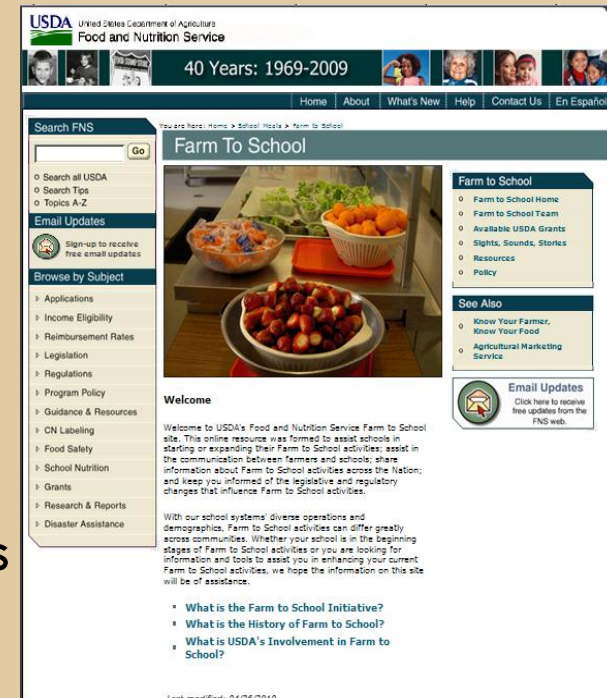 USDA United States Department of Agriculture
Food and Nutrition Service
FOOD STAMP STORE
40 Years: 1969-2009
Home About What's New Help Contact Us En Español
Search FNS
Go
Search all USDA
Search Tips
Topics A-Z
Email Updates
Sign-up to receive
free email updates
Browse by Subject
Applications
Income Eligibility
Reimbursement Rates
Legislation
Regulations
Program Policy
Guidance & Resources
CN Labeling
Food Safety
School Nutrition
Grants
Research & Reports
Disaster Assistance
s
You are Here: Home > School Meals > Farm to School
Farm To School
Welcome
Welcome to USDA's Food and Nutrition Service Farm to School
site. This online resource was formed to assist schools in
starting or expanding their Farm to School activities; assist in
the communication between farmers and schools; share
information about Farm to School activities across the Nation;
and keep you informed of the legislative and regulatory
changes that influence Farm to School activities.
With our school systems' diverse operations and
demographics, Farm to School activities can differ greatly
across communities. Whether your school is in the beginning
stages of Farm to School activities or you are looking for
information and tools to assist you in enhancing your current
Farm to School activities, we hope the information on this site
will be of assistance.
What is the Farm to School Initiative?
What is the History of Farm to School?
What is USDA's Involvement in Farm to
School?
Last modified: 04/26/2010
Farm to School
Farm to School Home
Farm to School Team
Available USDA Grants
Sights, Sounds, Stories
Resources
Policy
See Also
Know Your Farmer,
Know Your Food
Agricultural Marketing
Service
Email Updates
Click here to receive
free updates from the
FNS web.